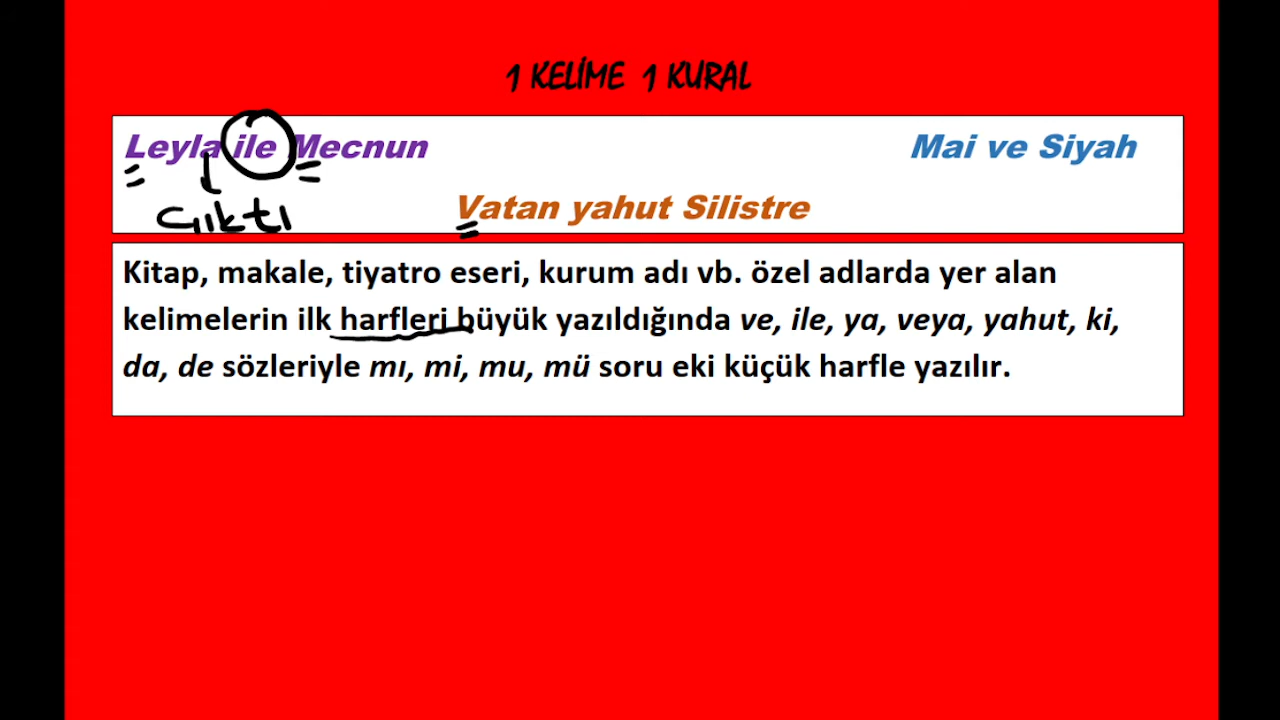 1 KELİME 1 KURAL
Leyla ile Mecnun
Mai ve Siyah
Çıktı
Vatan yahut Silistre
Kitap, makale, tiyatro eseri, kurum adı vb. özel adlarda yer alan
kelimelerin ilk harfleri büyük yazıldığında ve, ile, ya, veya, yahut, ki,
da, de sözleriyle mı, mi, mu, mü soru eki küçük harfle yazılır.